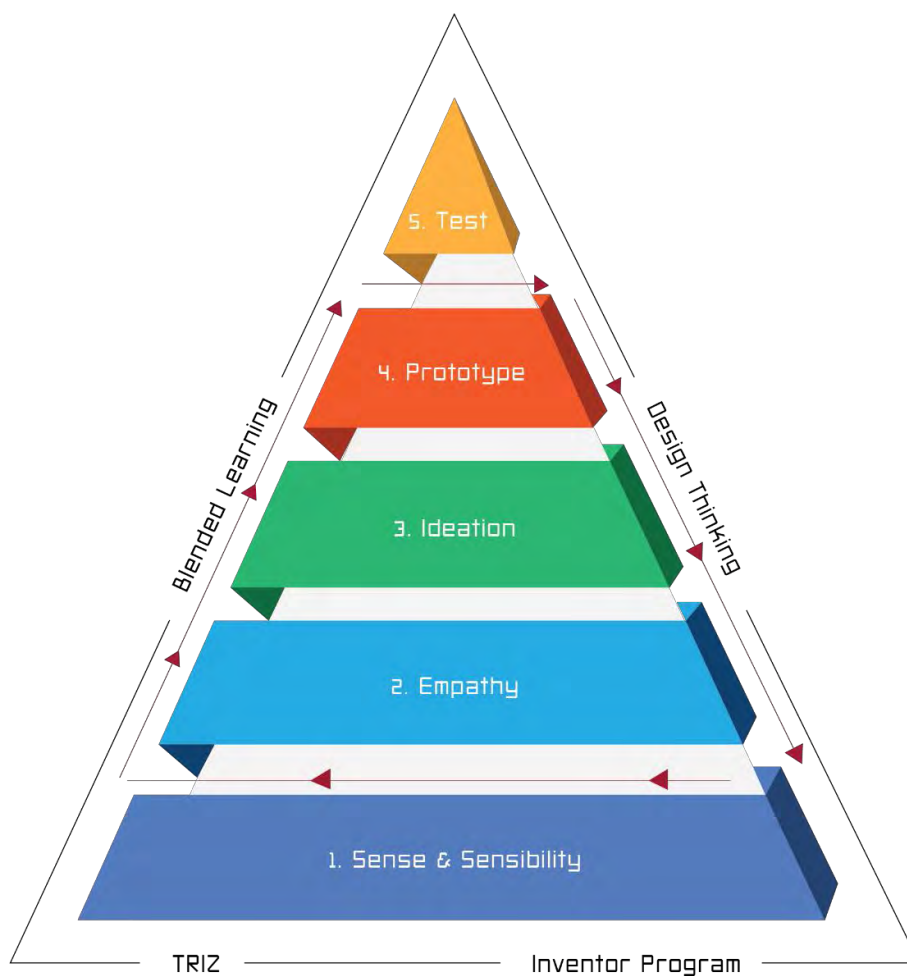 5. Test
4. Prototype
Blended Learning
Design Thinking
3. Ideation
2. Empathy
1. Sense & Sensibility
TRIZ
Inventor Program